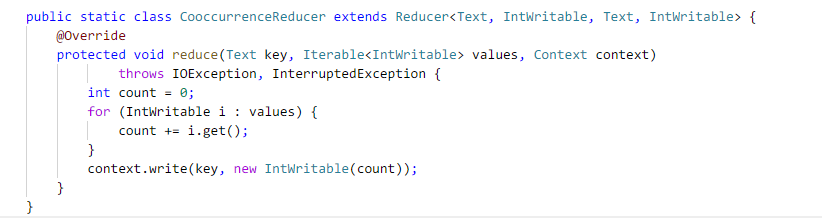 public static class CooccurrenceReducer extends Reducer<Text, IntWritable, Text, IntWritable> {
    @Override
    protected void reduce(Text key, Iterable<IntWritable> values, Context context)
            throws IOException, InterruptedException {
        int count = 0;
        for (IntWritable i : values) {
            count += i.get();
        }
        context.write(key, new IntWritable(count));
    }
}